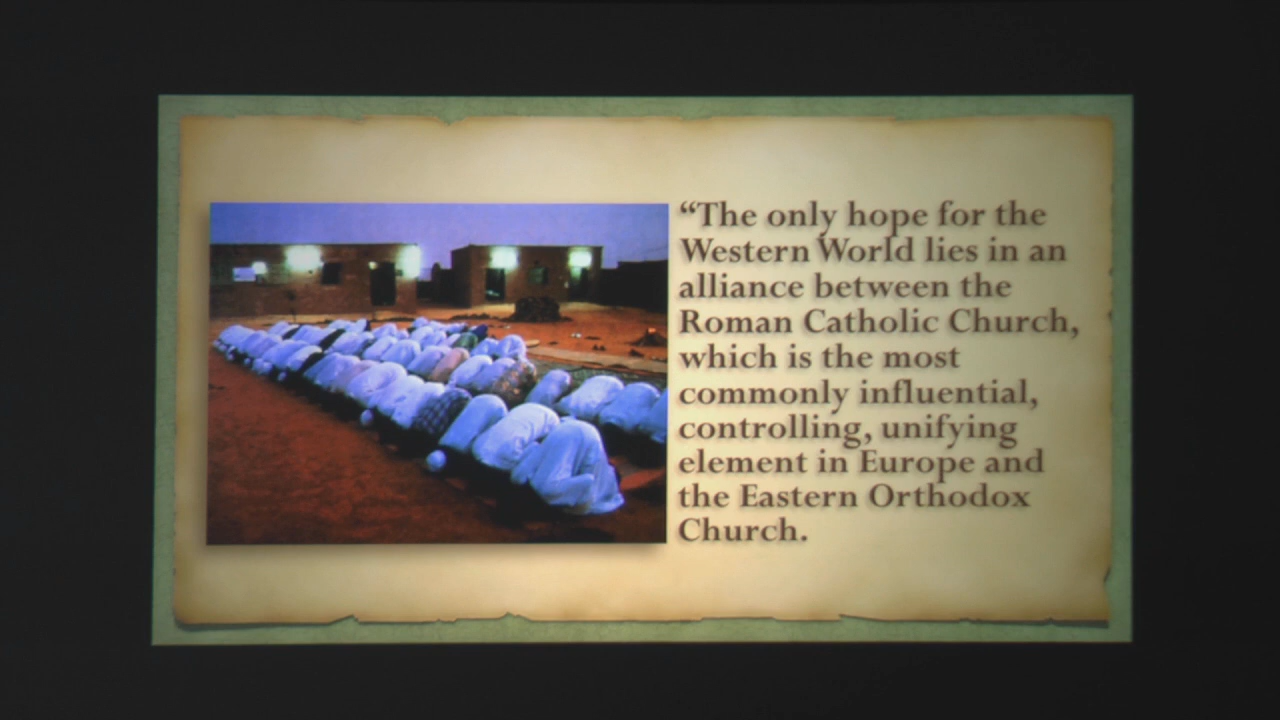 “The only hope for the
Western World lies in an
alliance between the
Roman Catholic Church,
which is the most
commonly influential,
controlling, unifying
element in Europe and
the Eastern Orthodox
Church.